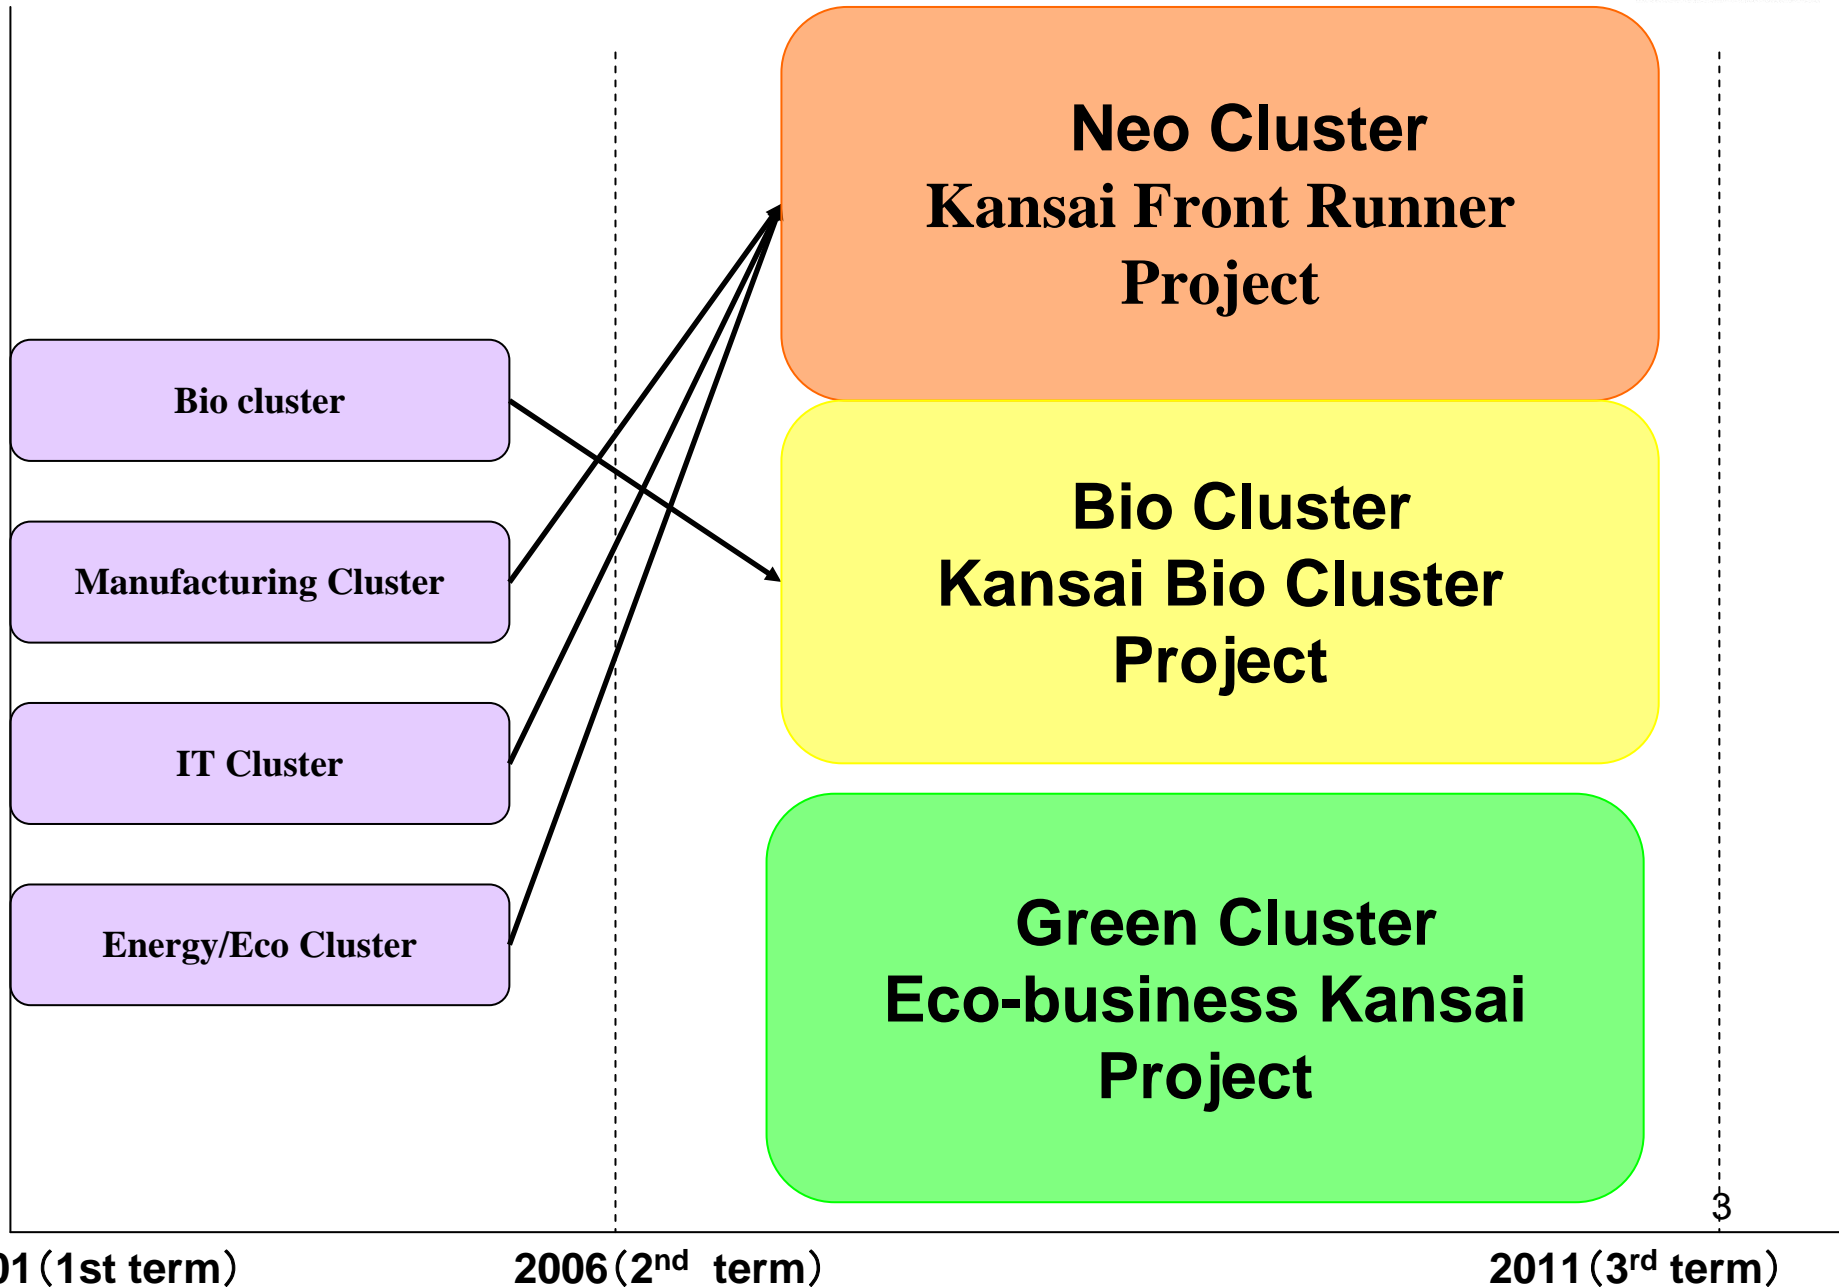 Neo Cluster
Kansai Front Runner
Project
Bio cluster
Manufacturing Cluster
IT Cluster
Energy/Eco Cluster
Bio Cluster
Kansai Bio Cluster
Project
Green Cluster
Eco-business Kansai
Project
3
01（1st term）
2006（2nd term）
2011（3rd term）